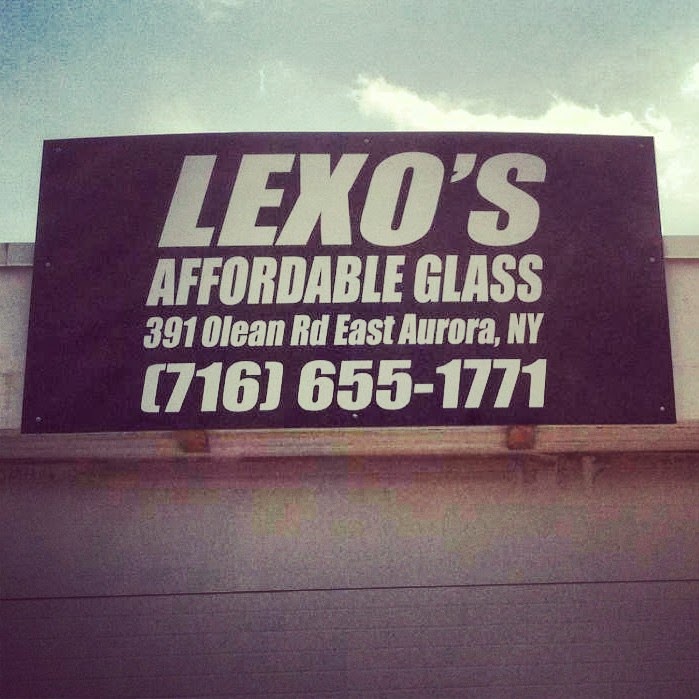 LEXO'S
AFFORDABLE GLASS
391 Olean Rd East Aurora, NY
(716) 655-1771